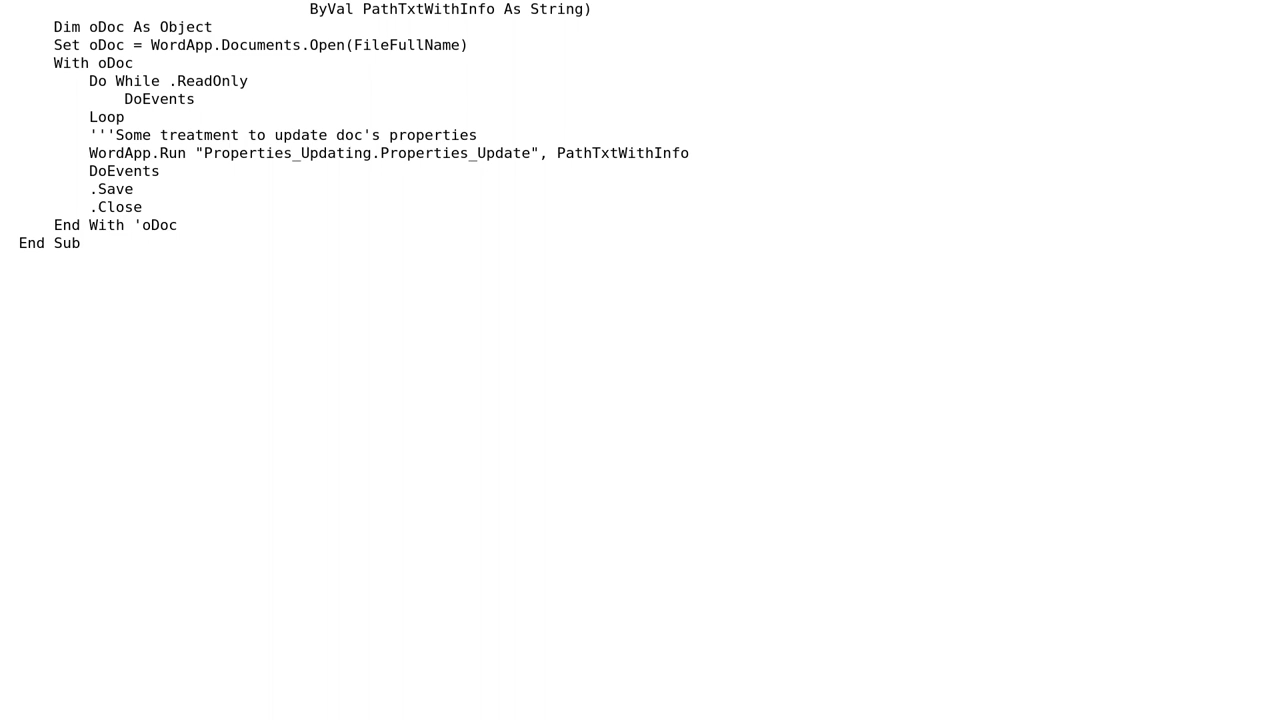 ByVal PathTxtWithInfo As String)
Dim oDoc As Object
Set oDoc = WordApp.Documents.Open(FileFullName)
With oDoc
Do While .ReadOnly
DoEvents
Loop
'''Some treatment to update doc's properties
WordApp.Run "Properties_Updating.Properties_Update", PathTxtWithInfo
DoEvents
.Save
.Close
End With 'oDoc
End Sub